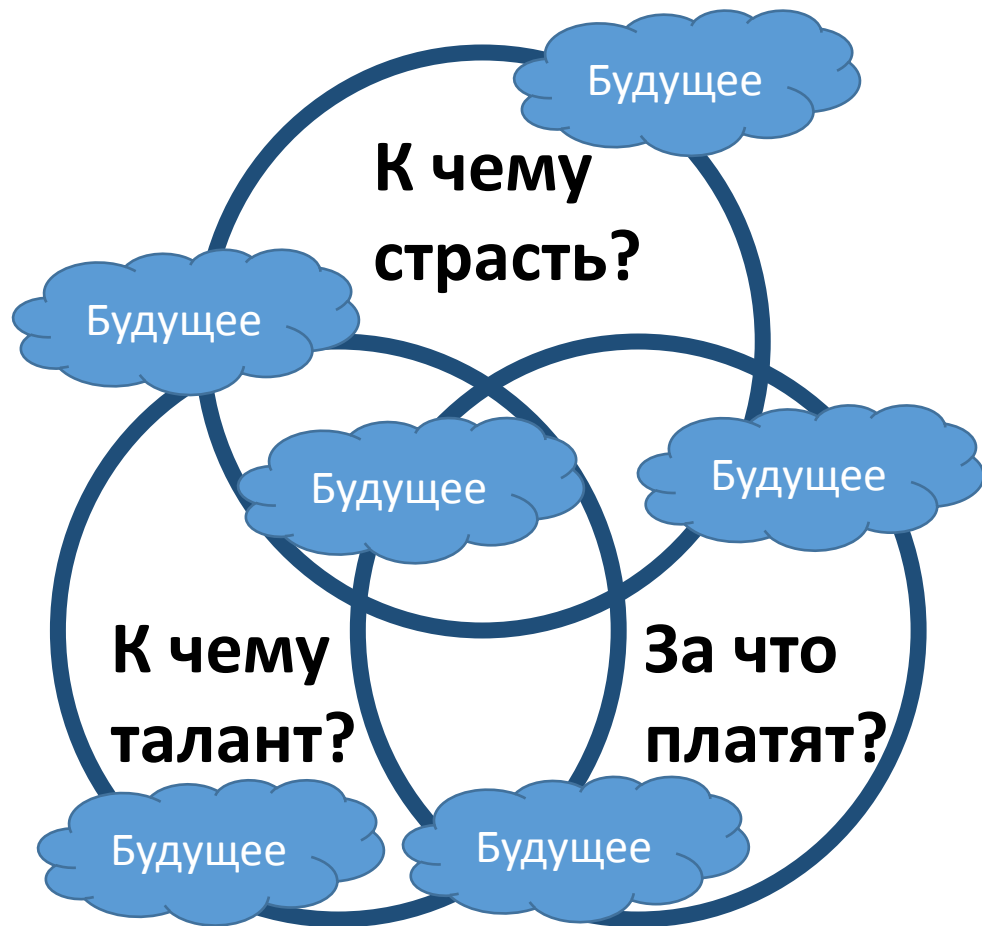 Будущее
К чему
страсть?
Будущее
Будущее
Будущее
К чему
талант?
За что
платят?
Будущее
Будущее